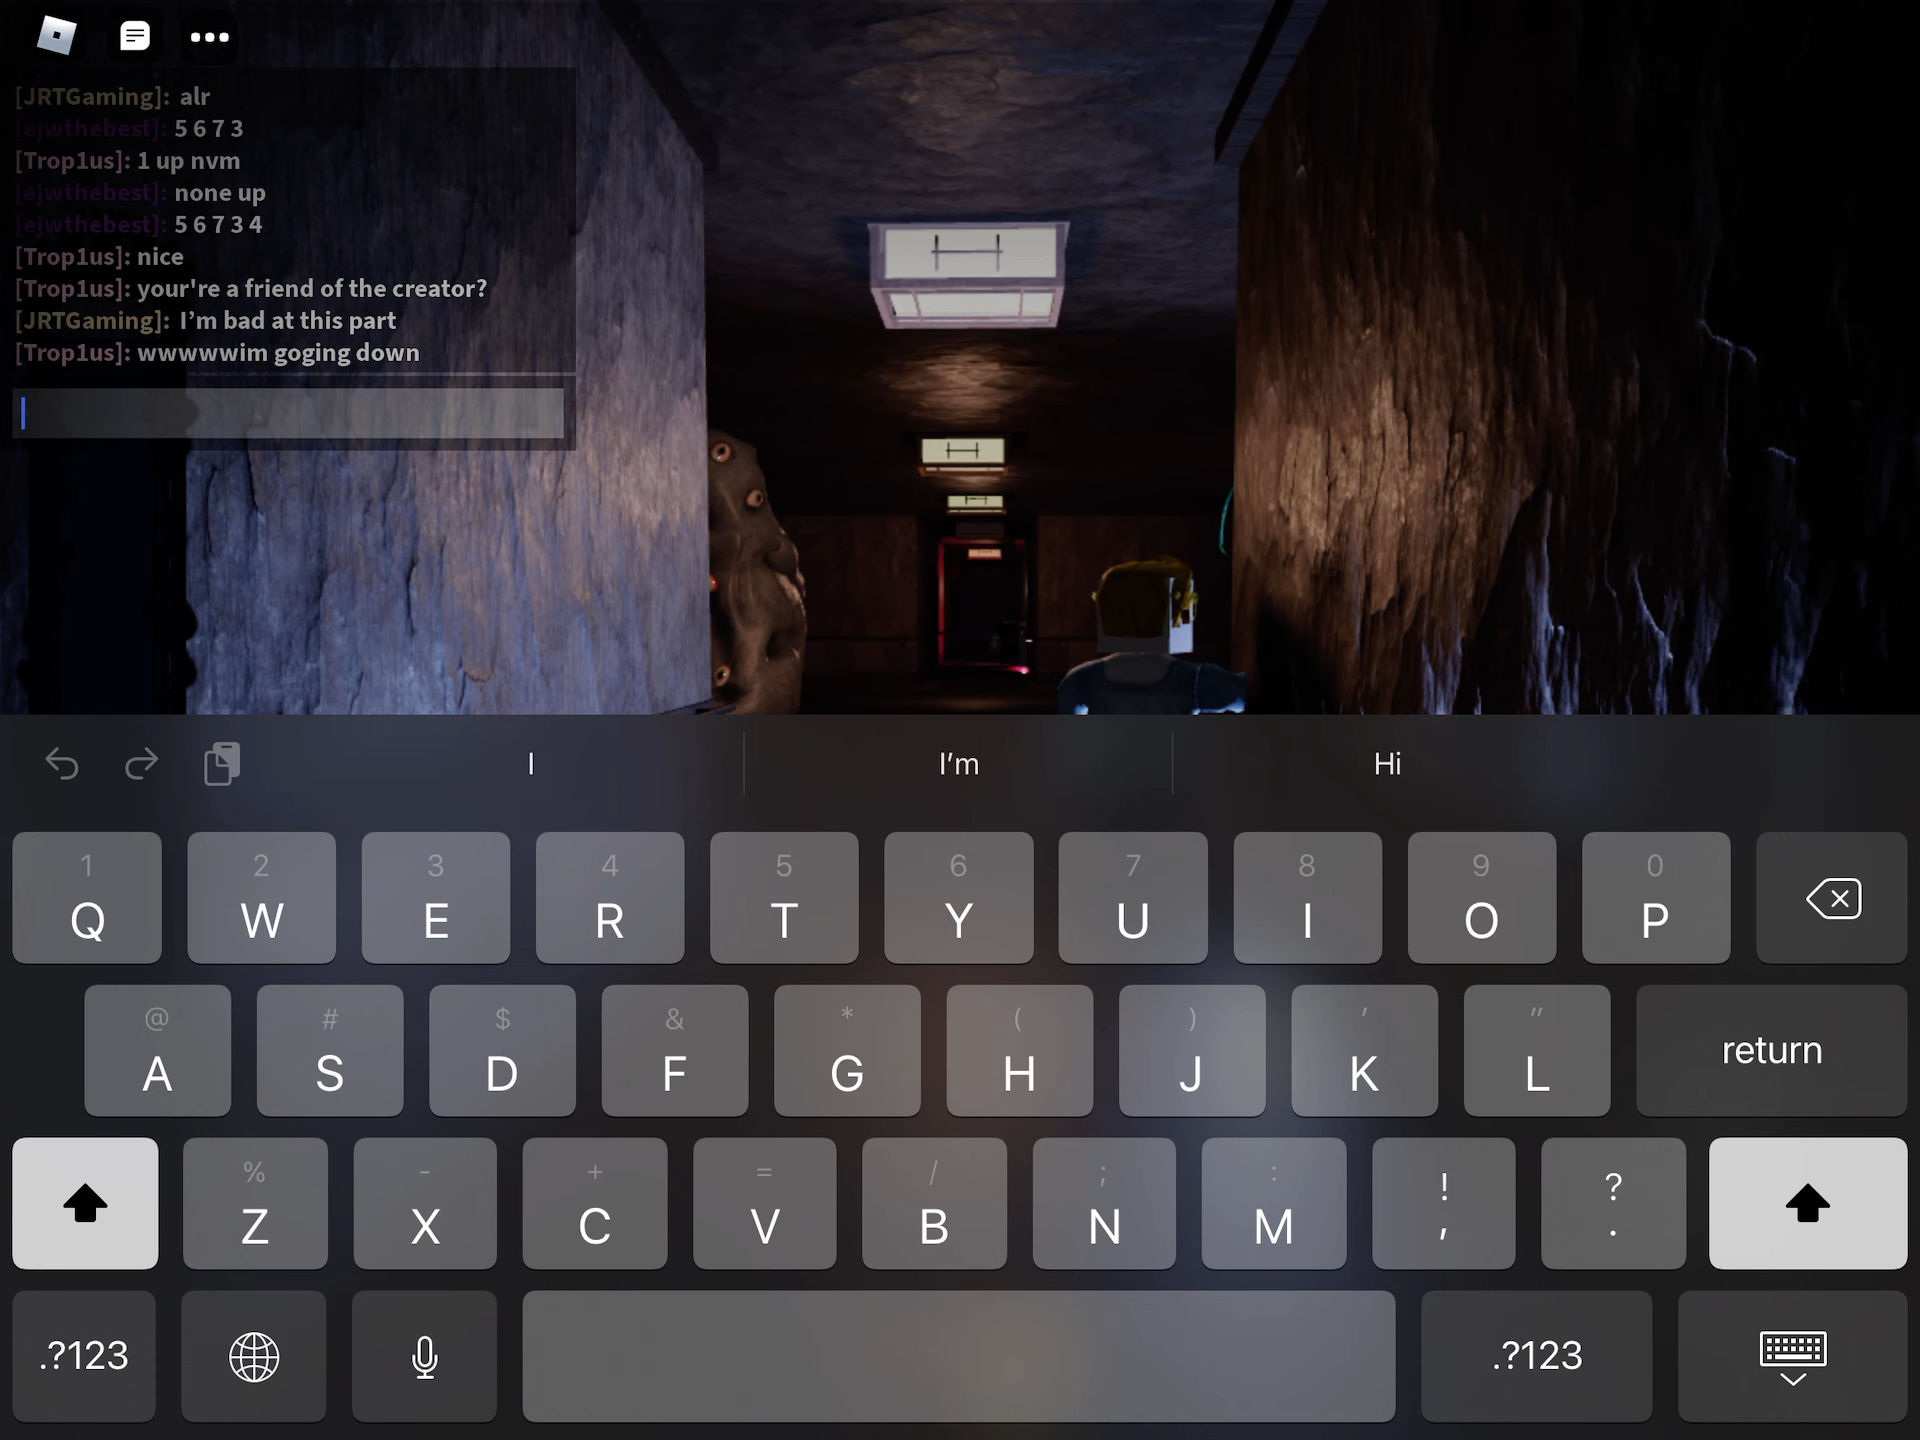 [JRTGaming]: alr
[ejwthebest]: 5 6 7 3
[Trop1us]: 1 up nvm
[ejwthebest]: none up
[ejwthebest]: 5 6 7 3 4
[Trop1us]: nice
[Trop1us]: your're a friend of the creator?
[JRTGaming]: I’m bad at this part
[Trop1us]: wwwwwim goging down
I I’m Hi
1 2 3 4 5 6 7 8 9 0
Q W E R T Y U I O P
@ # $ & * ( ) ' "
A S D F G H J K L return
% - + = / ; : ! ?
Z X C V B N M , .
.?123 .?123